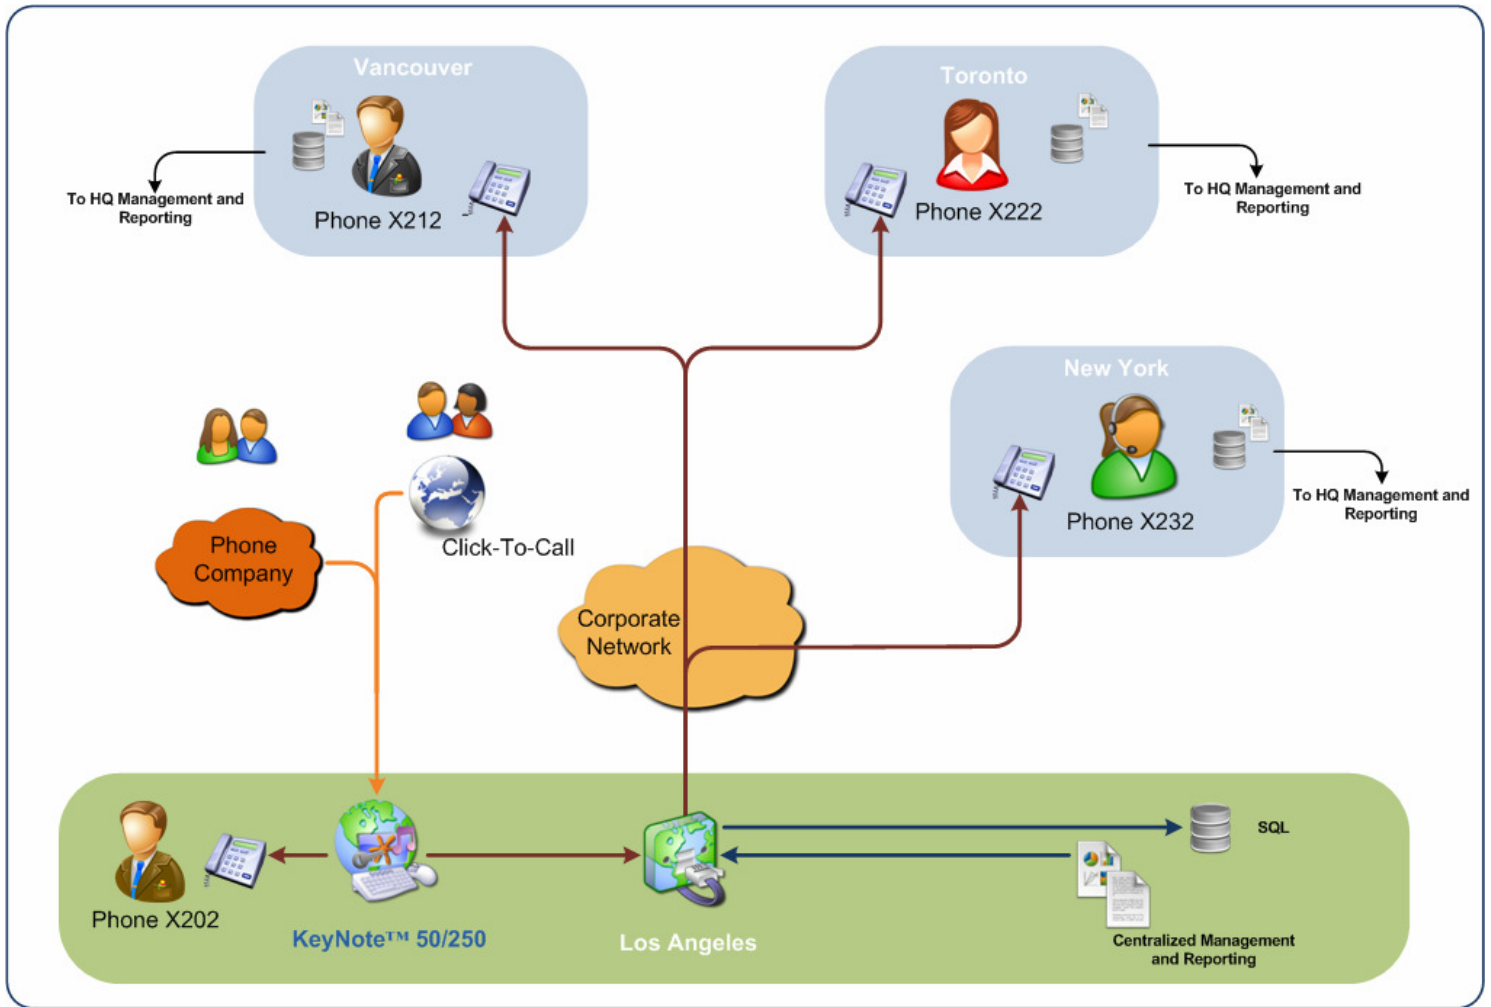 Vancouver
Phone X212
To HQ Management and
Reporting
Toronto
Phone X222
To HQ Management and
Reporting
New York
Phone X232
To HQ Management and
Reporting
Click-To-Call
Phone
Company
Corporate
Network
Phone X202
KeyNote™ 50/250
Los Angeles
SQL
Centralized Management
and Reporting